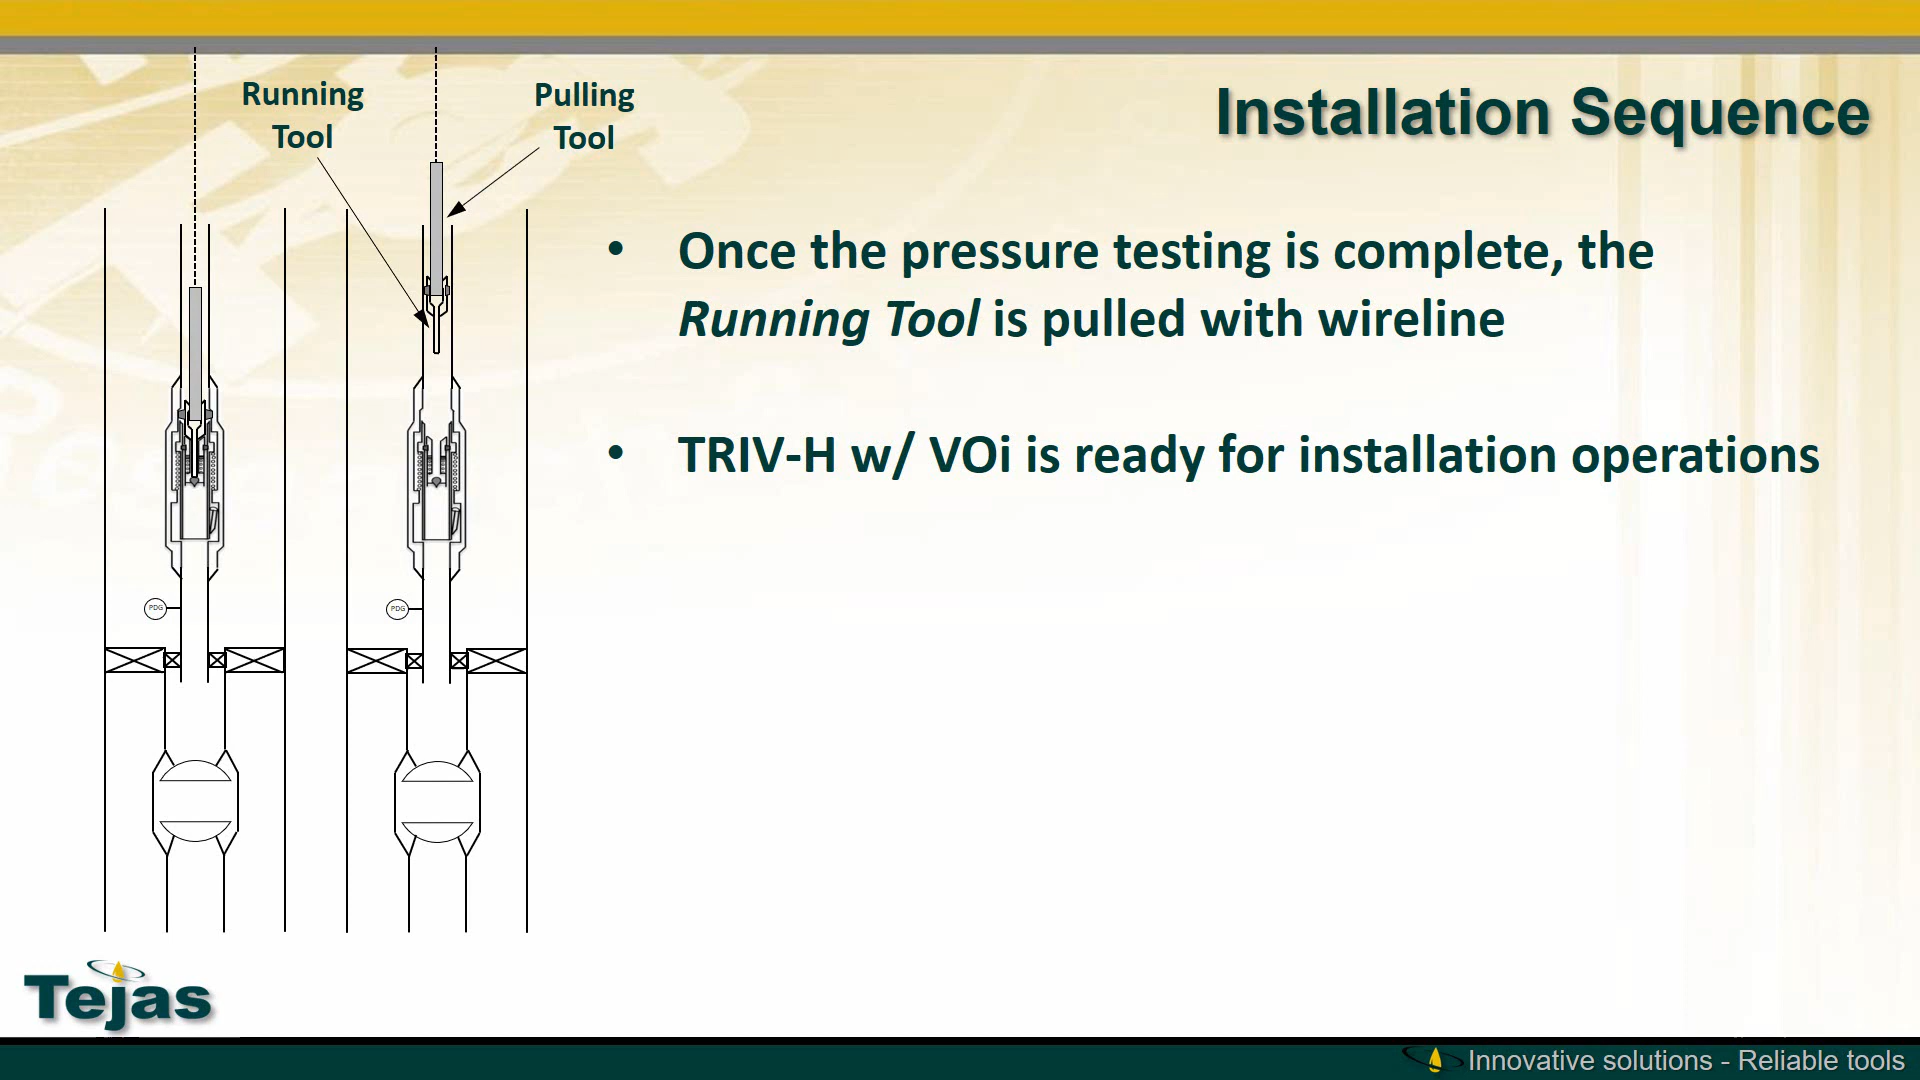 Running
Tool
Pulling
Tool
Installation Sequence
• Once the pressure testing is complete, the
Running Tool is pulled with wireline
• TRIV-H w/ VOi is ready for installation operations
PDG
PDG
Tejas
Innovative solutions - Reliable tools